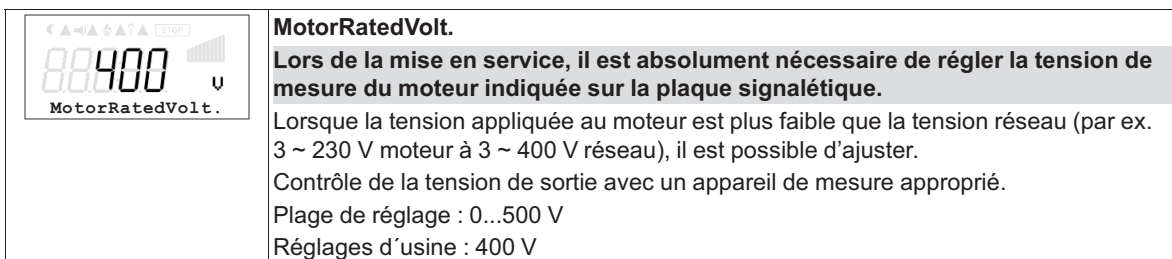 STOP
400
V
MotorRatedVolt.
MotorRatedVolt.
Lors de la mise en service, il est absolument nécessaire de régler la tension de
mesure du moteur indiquée sur la plaque signalétique.
Lorsque la tension appliquée au moteur est plus faible que la tension réseau (par ex.
3 ~ 230 V moteur à 3 ~ 400 V réseau), il est possible d’ajuster.
Contrôle de la tension de sortie avec un appareil de mesure approprié.
Plage de réglage : 0...500 V
Réglages d´usine : 400 V